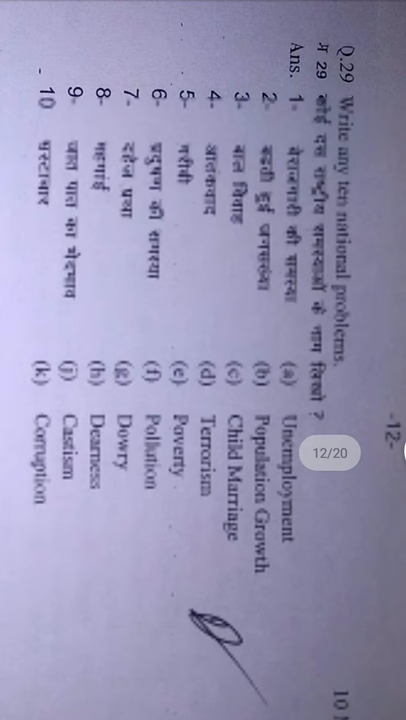 -12-
Q.29 Write any ten national problems. 10
प्र 29 कोई दस राष्ट्रीय समस्याओं के नाम लिखो ?
Ans. 1- बेरोजगारी की समस्या (a) Unemployment
2- बढ़ती हुई जनसंख्या (b) Population Growth
3- बाल विवाह (c) Child Marriage
4- आतंकवाद (d) Terrorism
5- गरीबी (e) Poverty
6- प्रदुषण की समस्या (f) Pollution
7- दहेज प्रथा (g) Dowry
8- महगाई (h) Dearness
9- जात पात का भेदभाव (j) Castism
10 भ्रस्टाचार (k) Corruption
12/20